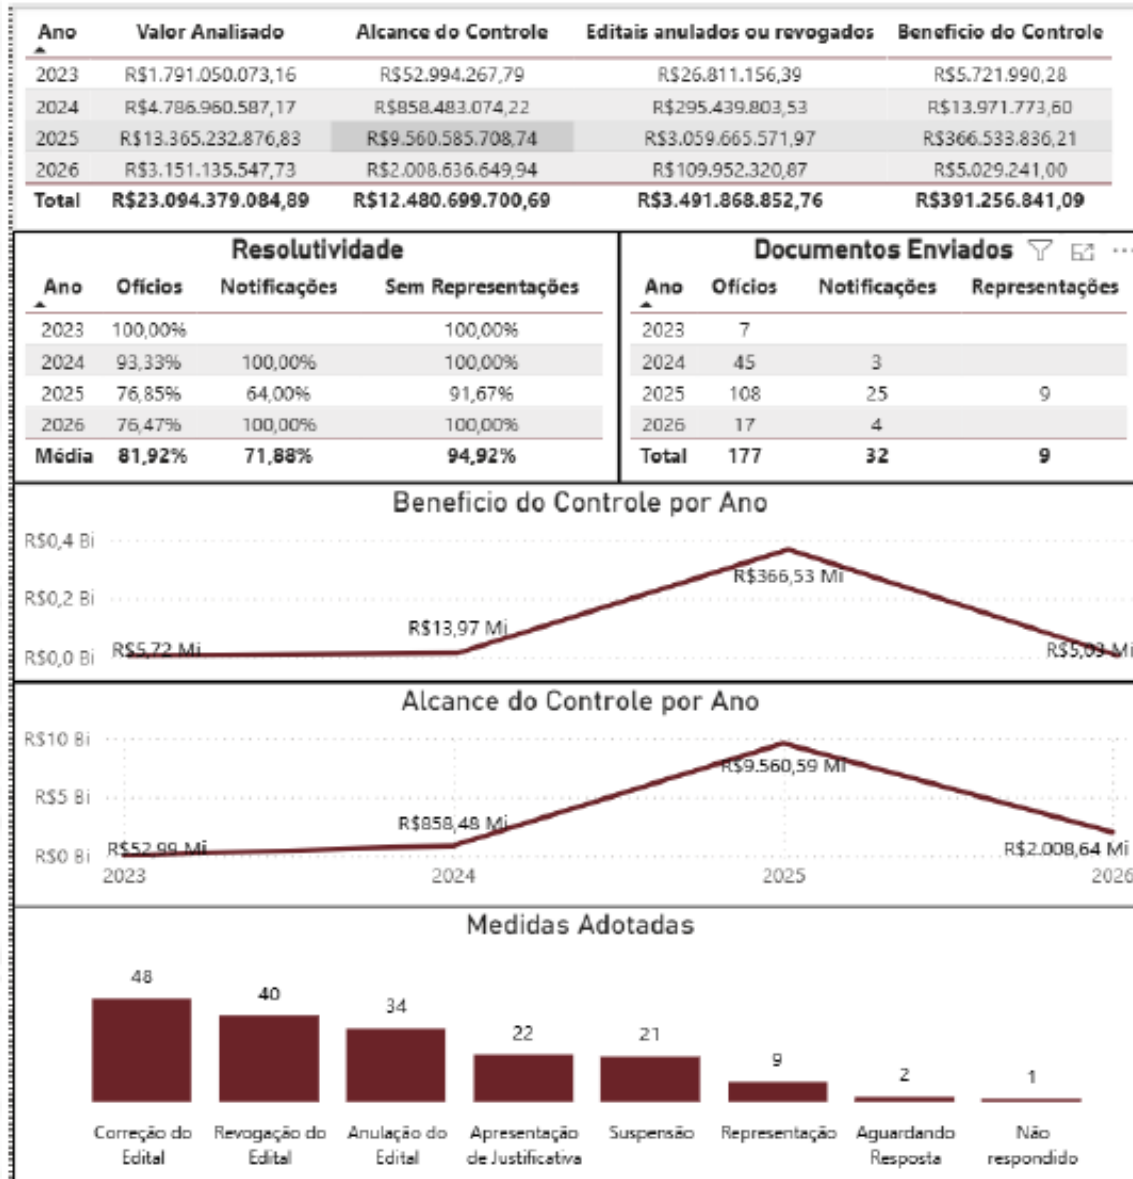 Ano Valor Analisado Alcance do Controle Editais anulados ou revogados Beneficio do Controle
2023 R$1.791.050.073,16 R$52.994.267,79 R$26.811.156,39 R$5.721.990,28
2024 R$4.786.960.587,17 R$858.483.074,22 R$295.439.803,53 R$13.971.773,60
2025 R$13.365.232.876,83 R$9.560.585.708,74 R$3.059.665.571,97 R$366.533.836,21
2026 R$3.151.135.547,73 R$2.008.636.649,94 R$109.952.320,87 R$5.029.241,00
Total R$23.094.379.084,89 R$12.480.699.700,69 R$3.491.868.852,76 R$391.256.841,09
Resolutividade
Ano Ofícios Notificações Sem Representações
2023 100,00% 100,00%
2024 93,33% 100,00% 100,00%
2025 76,85% 64,00% 91,67%
2026 76,47% 100,00% 100,00%
Média 81,92% 71,88% 94,92%
Documentos Enviados
Ano Ofícios Notificações Representações
2023 7
2024 45 3
2025 108 25 9
2026 17 4
Total 177 32 9
Beneficio do Controle por Ano
R$0,4 Bi
R$366,53 Mi
R$0,2 Bi
R$13,97 Mi
R$0,0 Bi R$5,72 Mi R$5,03 Mi
Alcance do Controle por Ano
R$10 Bi
R$9.560,59 Mi
R$5 Bi
R$858,48 Mi
R$0 Bi R$52,99 Mi R$2.008,64 Mi
2023 2024 2025 2026
Medidas Adotadas
48 40 34 22 21 9 2 1
Correção do Edital
Revogação do Edital
Anulação do Edital
Apresentação de Justificativa
Suspensão
Representação
Aguardando Resposta
Não respondido